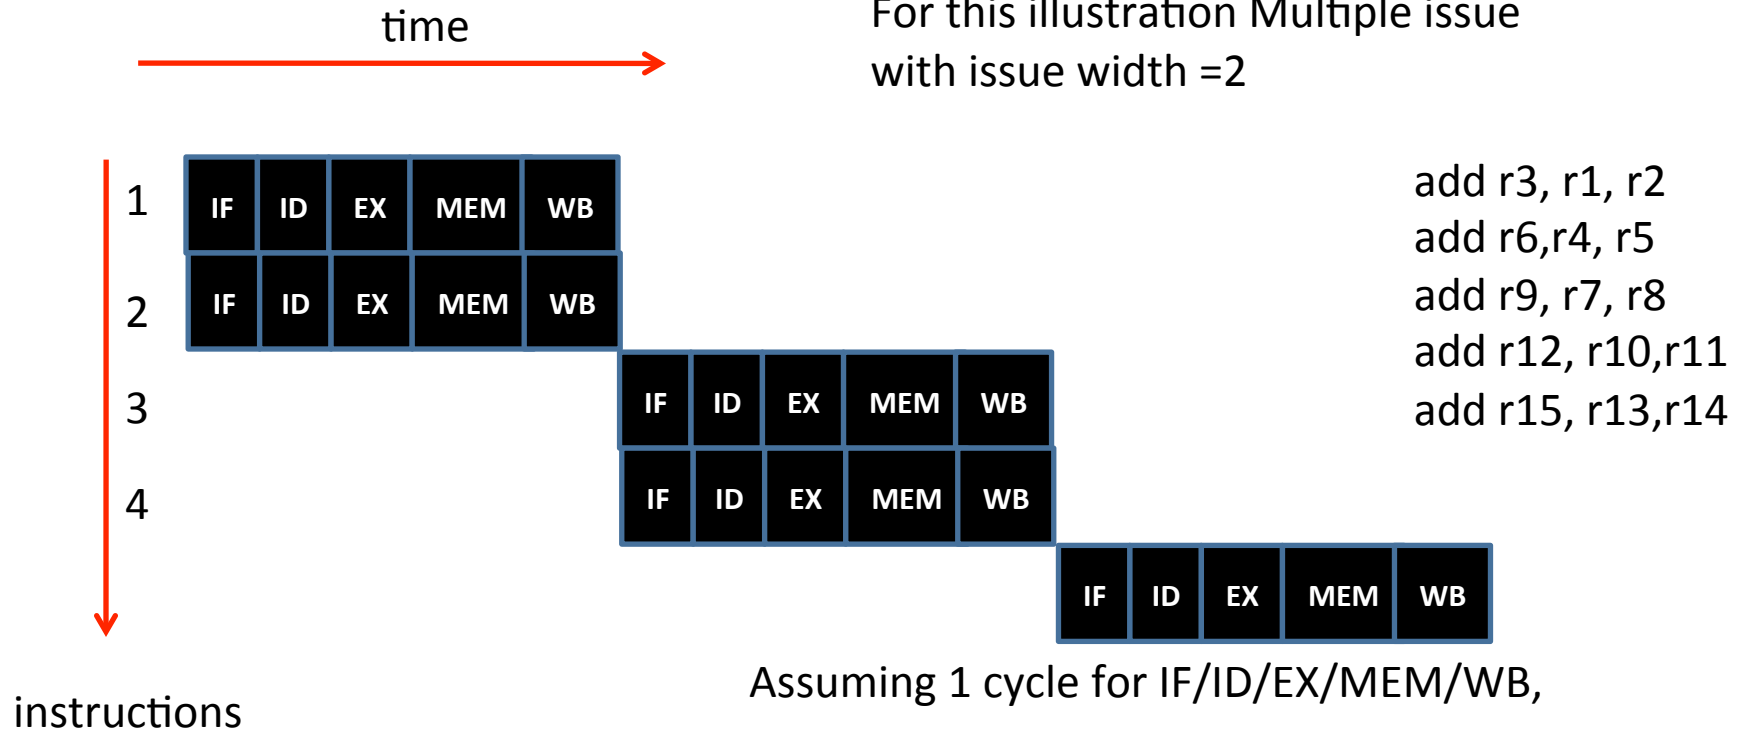 time
For this illustration Multiple issue
with issue width =2
1 IF ID EX MEM WB
2 IF ID EX MEM WB
3 IF ID EX MEM WB
4 IF ID EX MEM WB
IF ID EX MEM WB
add r3, r1, r2
add r6,r4, r5
add r9, r7, r8
add r12, r10,r11
add r15, r13,r14
Assuming 1 cycle for IF/ID/EX/MEM/WB,
instructions